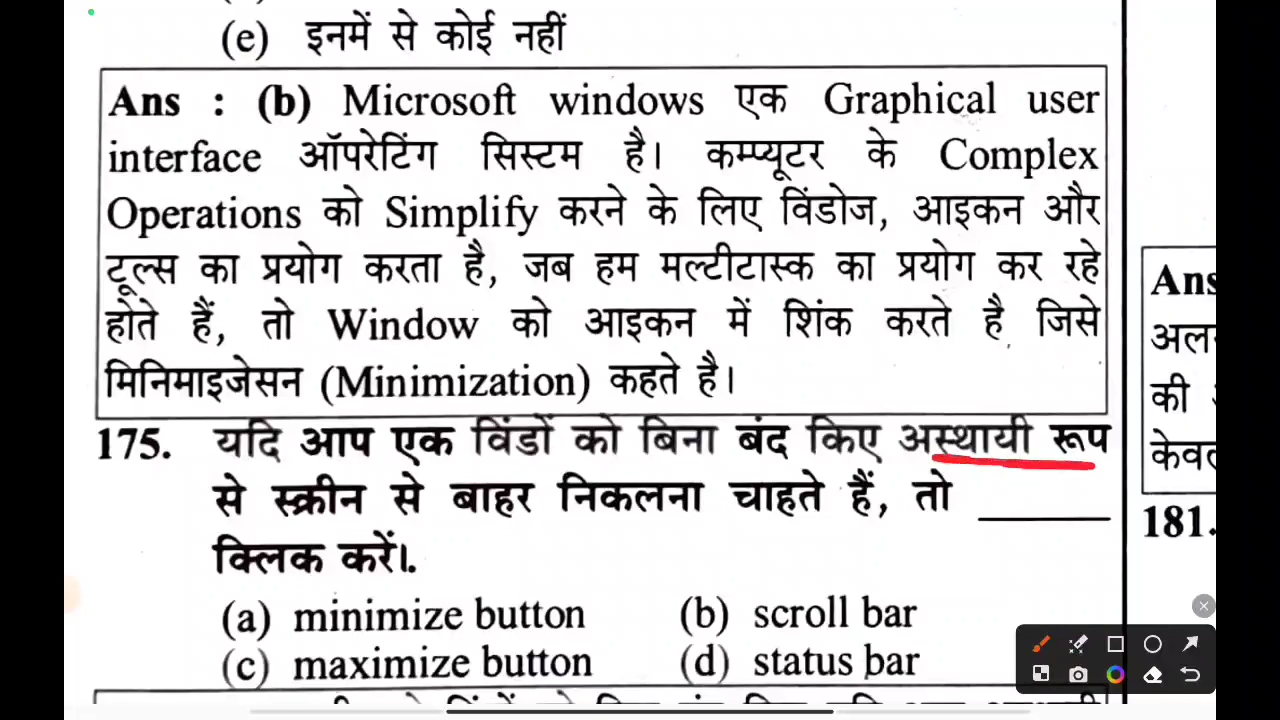 (e) इनमें से कोई नहीं
Ans : (b) Microsoft windows एक Graphical user
interface ऑपरेटिंग सिस्टम है। कम्प्यूटर के Complex
Operations को Simplify करने के लिए विंडोज, आइकन और
टूल्स का प्रयोग करता है, जब हम मल्टीटास्क का प्रयोग कर रहे
होते हैं, तो Window को आइकन में शिंक करते है जिसे
मिनिमाइजेसन (Minimization) कहते है।
175. यदि आप एक विंडों को बिना बंद किए अस्थायी रूप
से स्क्रीन से बाहर निकलना चाहते हैं, तो ______
क्लिक करें।.
(a) minimize button (b) scroll bar
(c) maximize button (d) status bar
Ans
की
181.